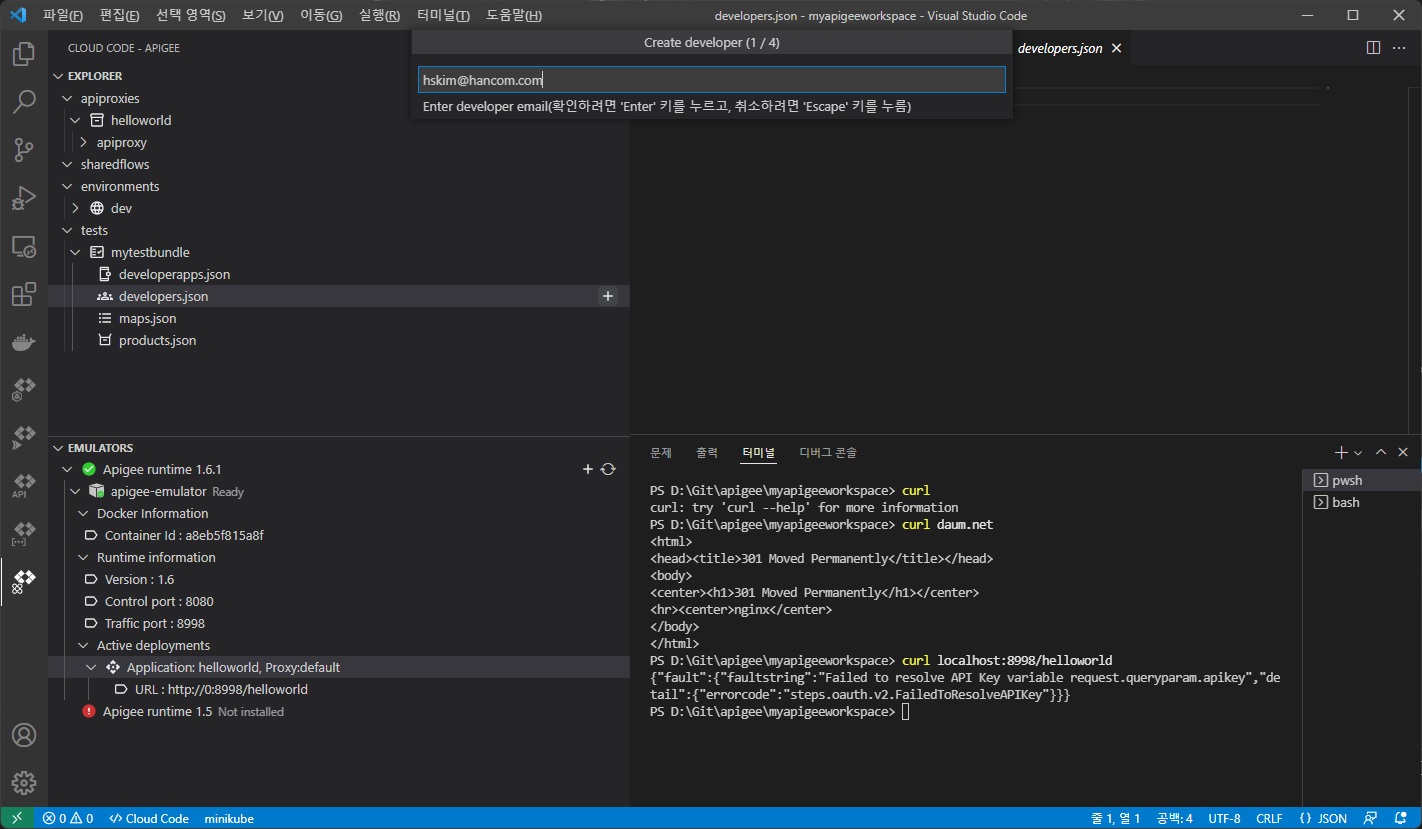 파일(F) 편집(E) 선택 영역(S) 보기(V) 이동(G) 실행(R) 터미널(T) 도움말(H) developers.json - myapigeeworkspace - Visual Studio Code
CLOUD CODE - APIGEE
EXPLORER
apiproxies
helloworld
apiproxy
sharedflows
environments
dev
tests
mytestbundle
developerapps.json
developers.json
maps.json
products.json
Create developer (1 / 4)
hskim@hancom.com
Enter developer email(확인하려면 'Enter' 키를 누르고, 취소하려면 'Escape' 키를 누름)
developers.json
EMULATORS
Apigee runtime 1.6.1
apigee-emulator Ready
Docker Information
Container Id : a8eb5f815a8f
Runtime information
Version : 1.6
Control port : 8080
Traffic port : 8998
Active deployments
Application: helloworld, Proxy:default
URL : http://0:8998/helloworld
Apigee runtime 1.5 Not installed
문제 출력 터미널 디버그 콘솔
PS D:\Git\apigee\myapigeeworkspace> curl
curl: try 'curl --help' for more information
PS D:\Git\apigee\myapigeeworkspace> curl daum.net
<html>
<head><title>301 Moved Permanently</title></head>
<body>
<center><h1>301 Moved Permanently</h1></center>
<hr><center>nginx</center>
</body>
</html>
PS D:\Git\apigee\myapigeeworkspace> curl localhost:8998/helloworld
{"fault":{"faultstring":"Failed to resolve API Key variable request.queryparam.apikey","de
tail":{"errorcode":"steps.oauth.v2.FailedToResolveAPIKey"}}}
PS D:\Git\apigee\myapigeeworkspace>
pwsh
bash
API
0 0 Cloud Code minikube 줄 1, 열 1 공백: 4 UTF-8 CRLF {} JSON